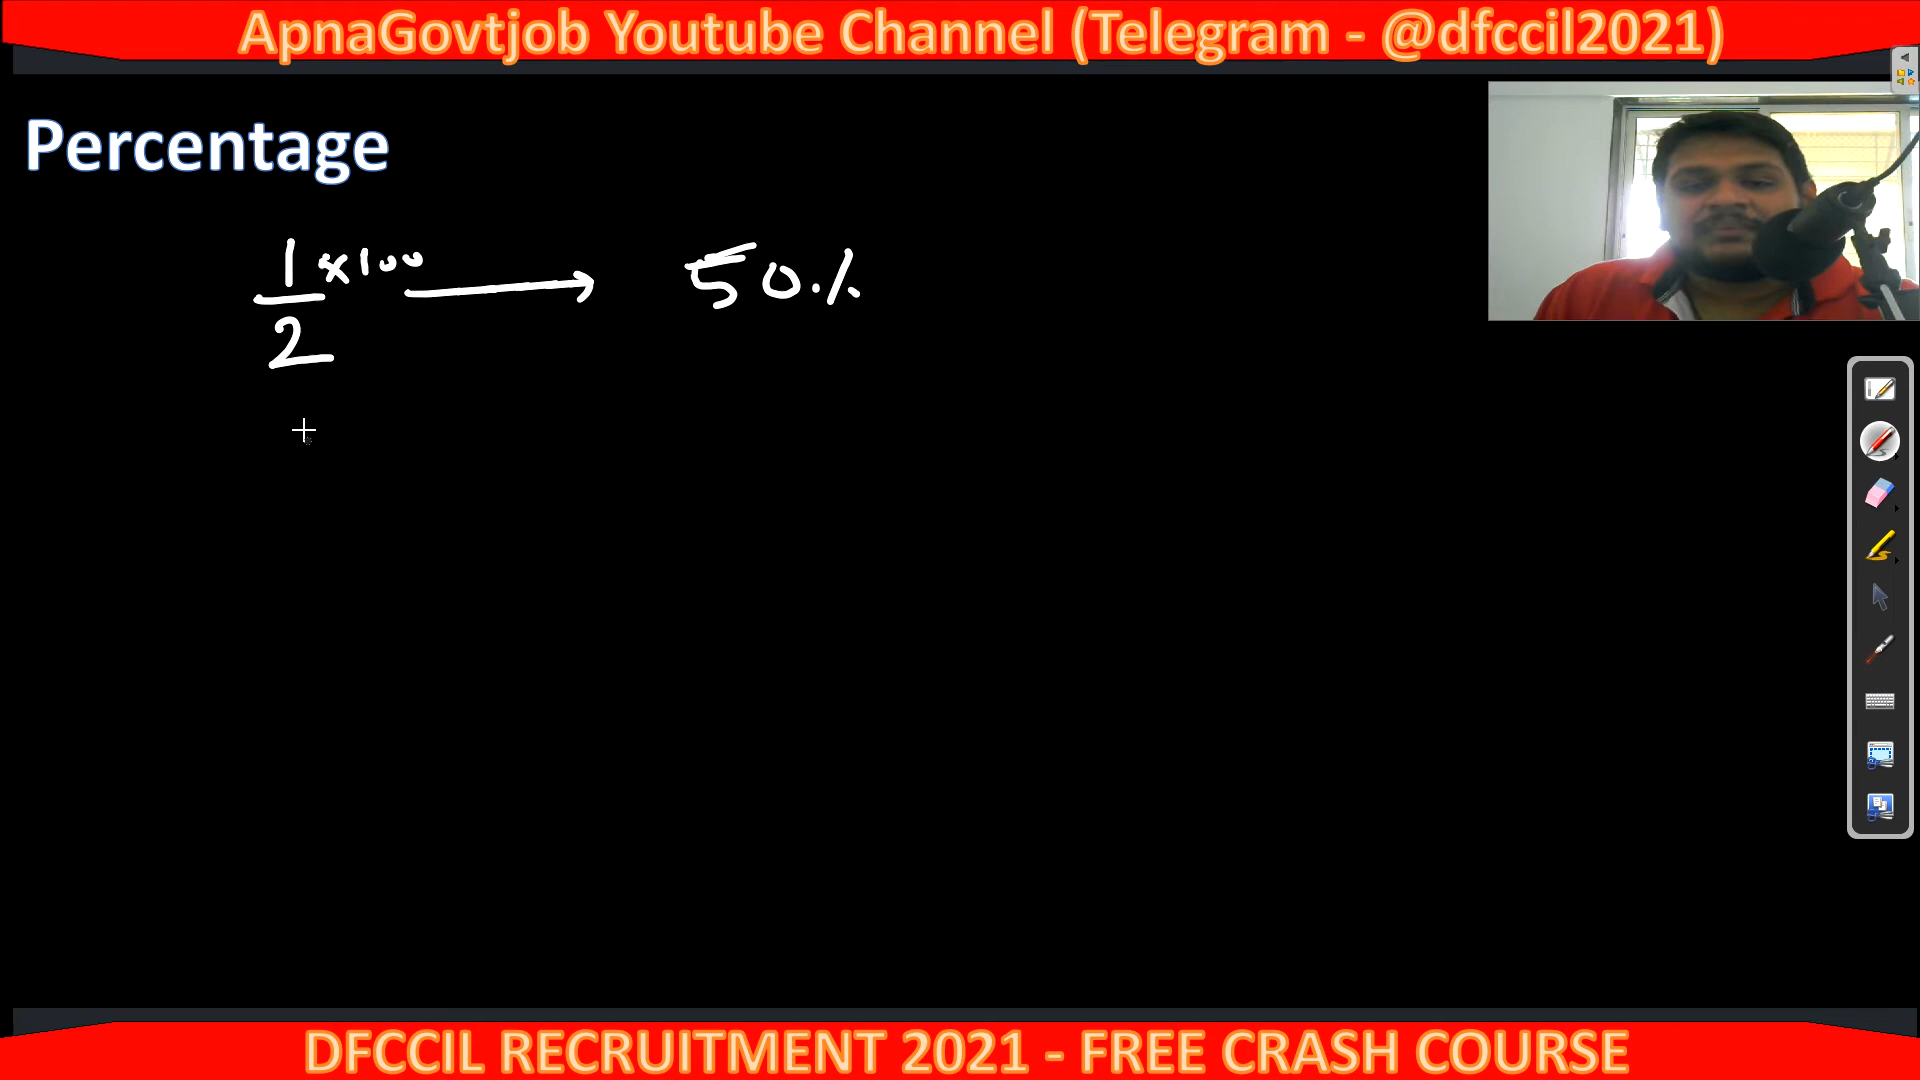 ApnaGovtjob Youtube Channel (Telegram - @dfccil2021)
Percentage
1/2 ×100 → 50%
DFCCIL RECRUITMENT 2021 - FREE CRASH COURSE